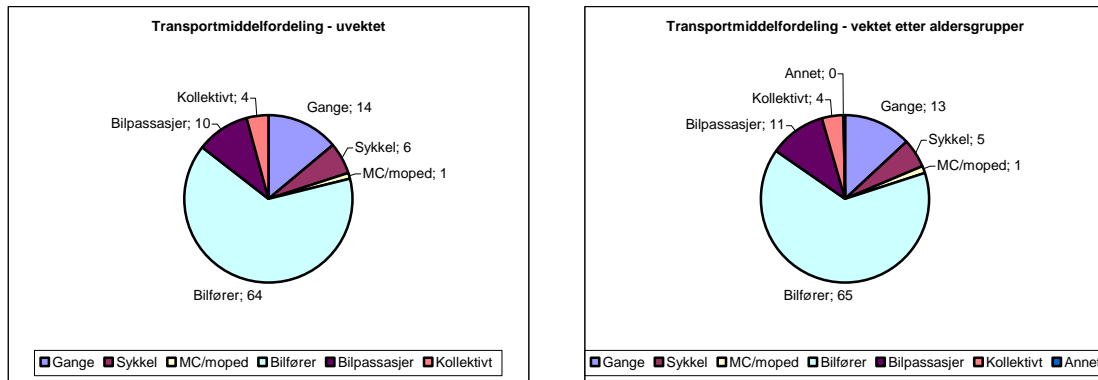 Transportmiddelfordeling - uvektet
Kollektivt; 4
Gange; 14
Bilpassasjer; 10
Sykkel; 6
MC/moped; 1
Bilfører; 64
Gange Sykkel MC/moped Bilfører Bilpassasjer Kollektivt
Transportmiddelfordeling - vektet etter aldersgrupper
Annet; 0
Kollektivt; 4
Gange; 13
Bilpassasjer; 11
Sykkel; 5
MC/moped; 1
Bilfører; 65
Gange Sykkel MC/moped Bilfører Bilpassasjer Kollektivt Annet